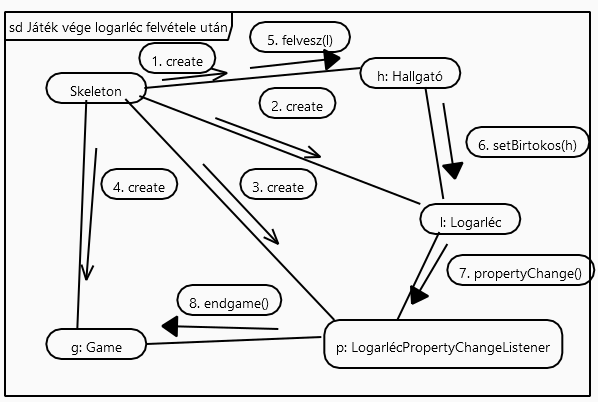 sd Játék vége logarléc felvétele után
1. create
5. felvesz(l)
Skeleton
h: Hallgató
2. create
6. setBirtokos(h)
4. create
3. create
l: Logarléc
7. propertyChange()
8. endgame()
g: Game
p: LogarlécPropertyChangeListener